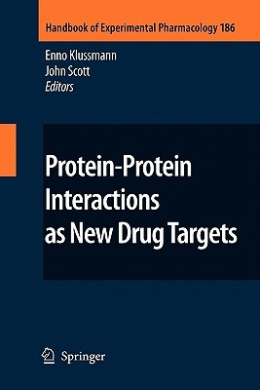 Handbook of Experimental Pharmacology 186
Enno Klussmann
John Scott
Editors
Protein-Protein
Interactions
as New Drug Targets
Springer